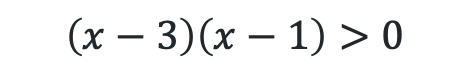 (x − 3)(x − 1) > 0